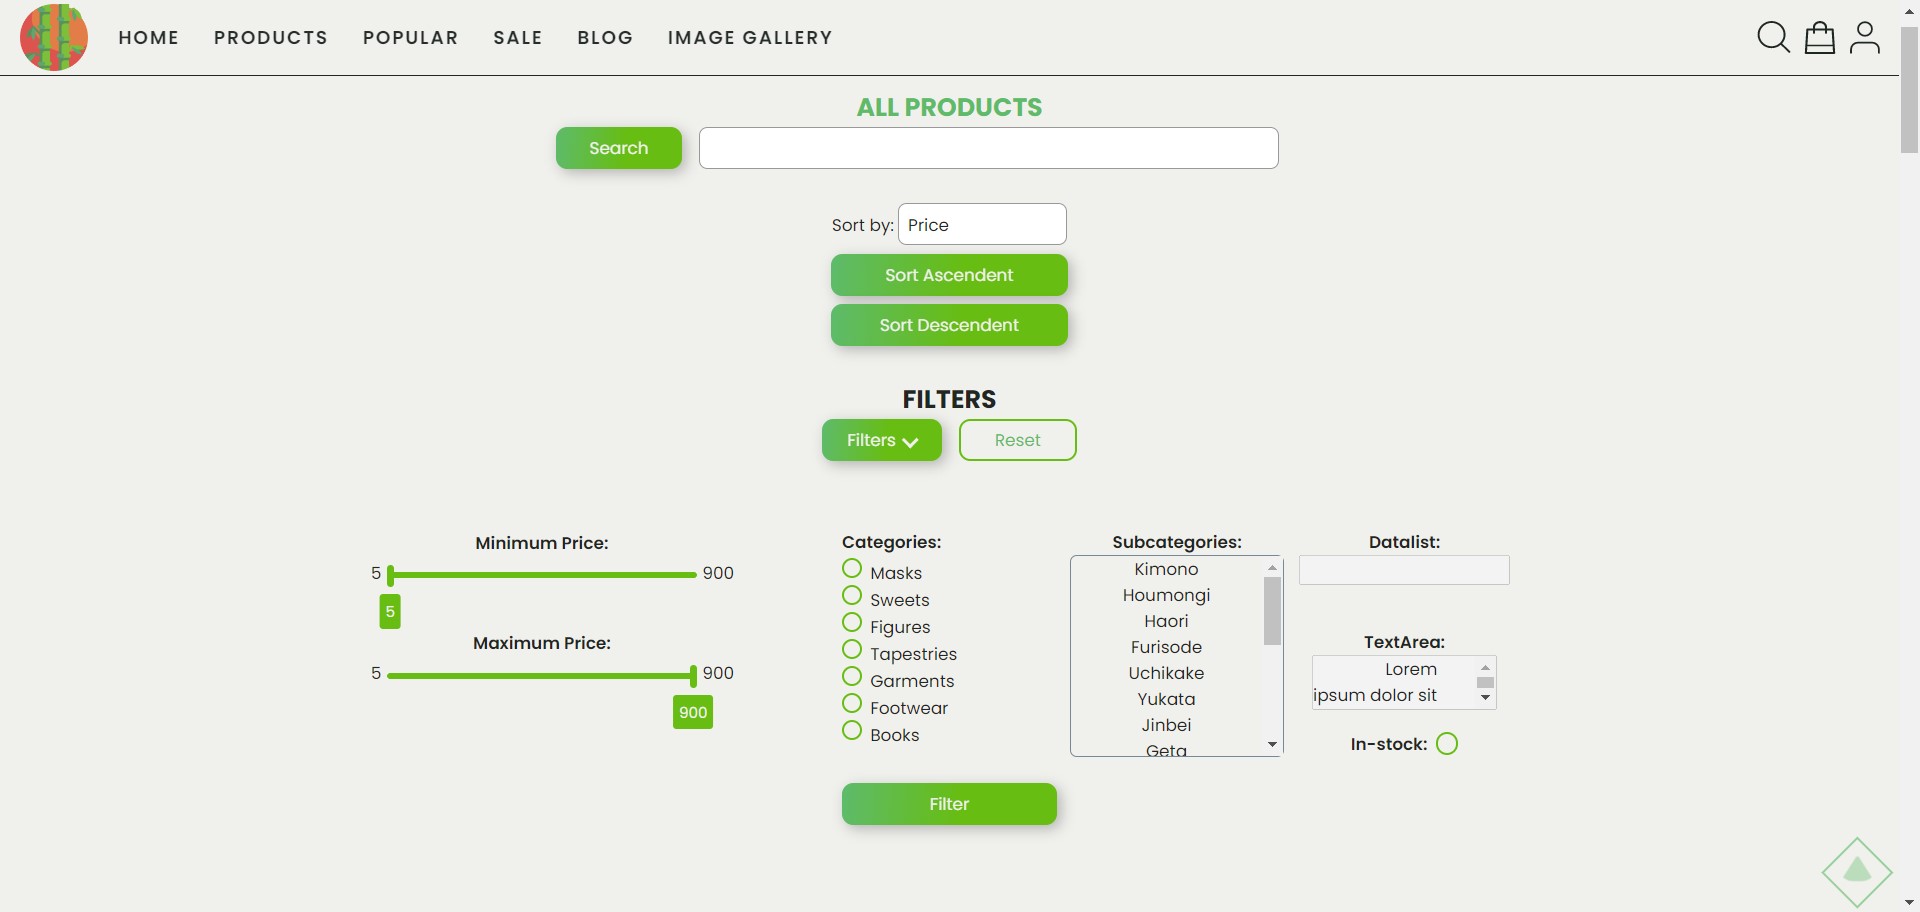 HOME PRODUCTS POPULAR SALE BLOG IMAGE GALLERY
ALL PRODUCTS
Search
Sort by: Price
Sort Ascendent
Sort Descendent
FILTERS
Filters Reset
Minimum Price:
5 900
5
Maximum Price:
5 900
900
Categories:
Masks
Sweets
Figures
Tapestries
Garments
Footwear
Books
Subcategories:
Kimono
Houmongi
Haori
Furisode
Uchikake
Yukata
Jinbei
Geta
Datalist:
TextArea:
Lorem
ipsum dolor sit
In-stock:
Filter